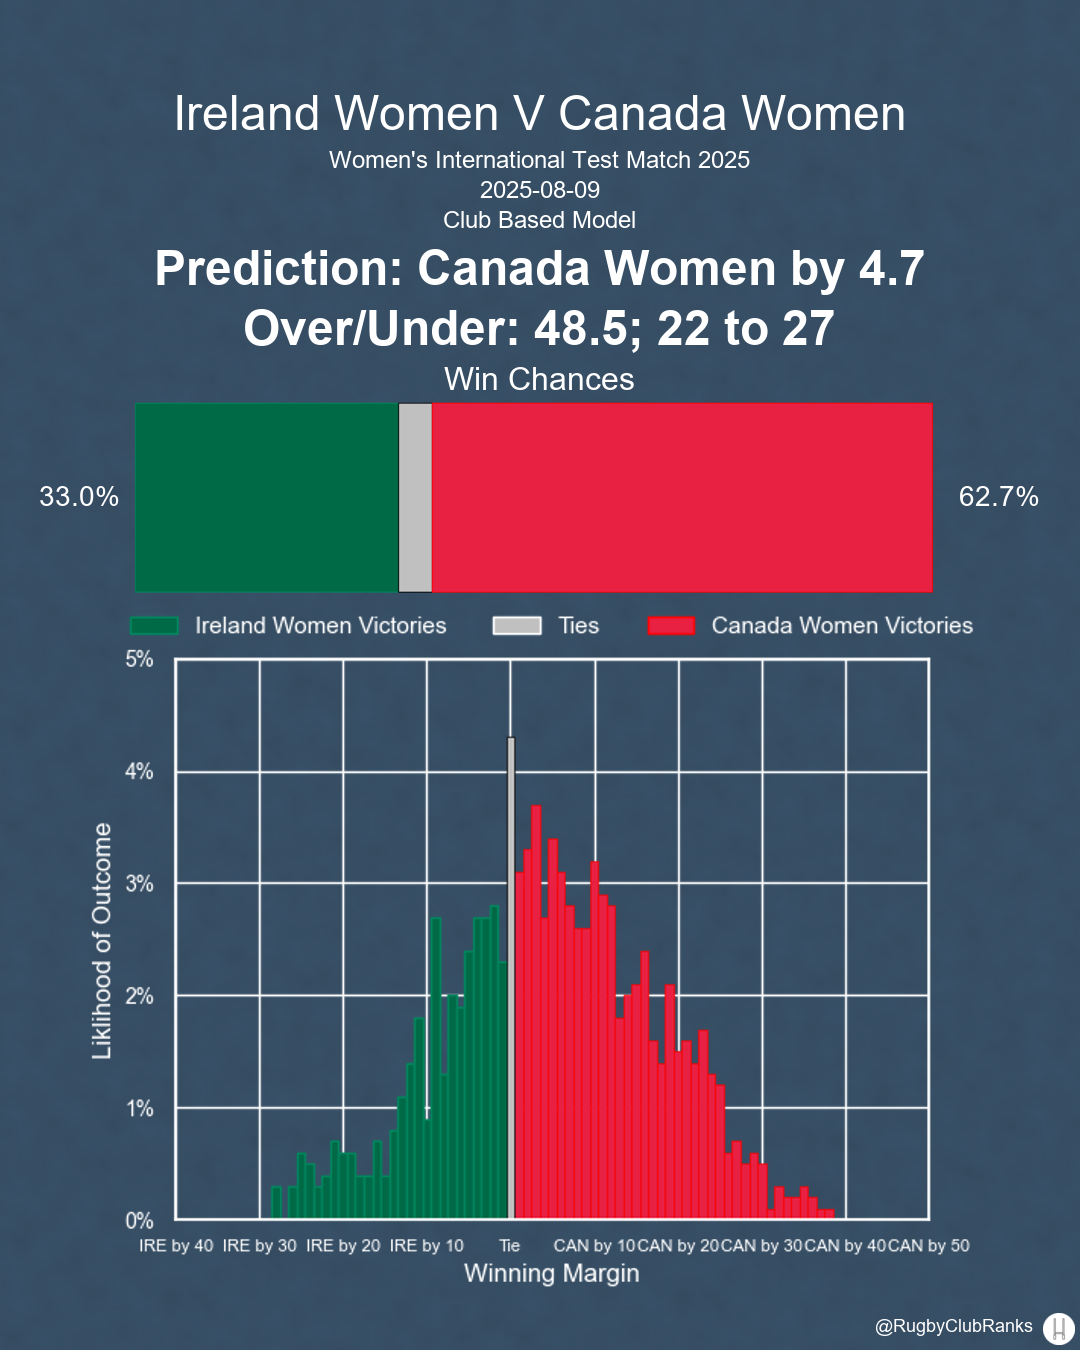 Ireland Women V Canada Women
Women's International Test Match 2025
2025-08-09
Club Based Model
Prediction: Canada Women by 4.7
Over/Under: 48.5; 22 to 27
Win Chances
33.0%
62.7%
Ireland Women Victories
Ties
Canada Women Victories
5%
4%
3%
2%
1%
0%
Liklihood of Outcome
IRE by 40
IRE by 30
IRE by 20
IRE by 10
Tie
CAN by 10
CAN by 20
CAN by 30
CAN by 40
CAN by 50
Winning Margin
@RugbyClubRanks